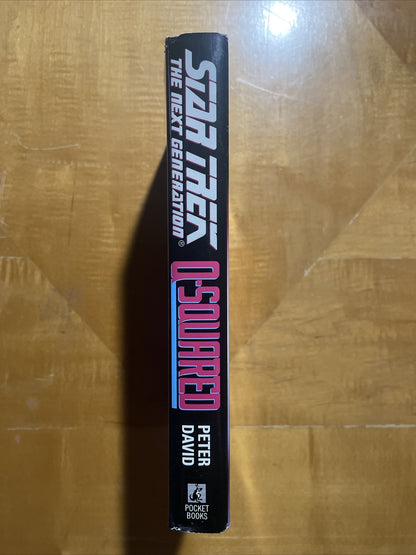 STAR TREK
THE NEXT GENERATION®
Q-SQUARED
PETER
DAVID
POCKET
BOOKS